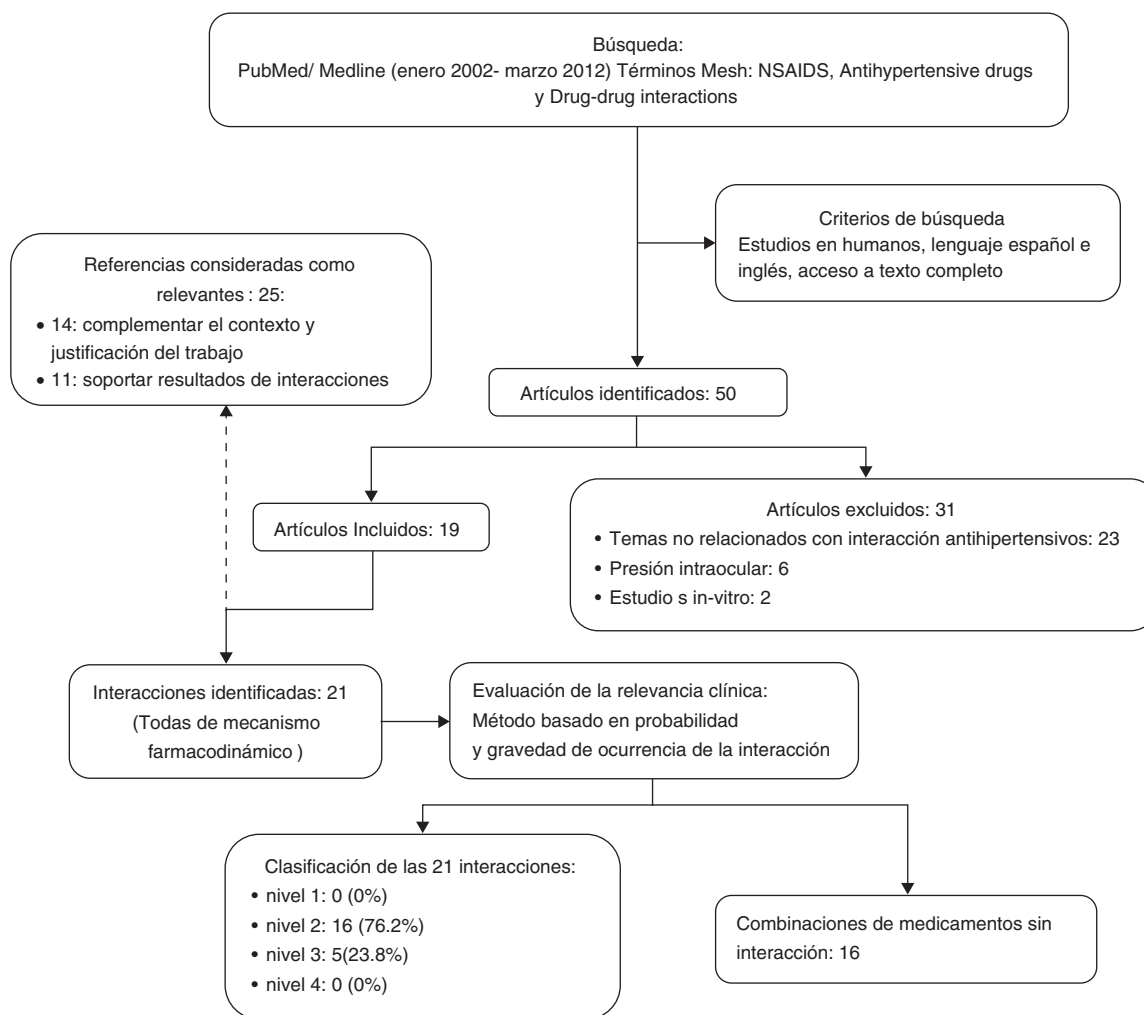 Búsqueda:
PubMed/ Medline (enero 2002- marzo 2012) Términos Mesh: NSAIDS, Antihypertensive drugs
y Drug-drug interactions
Criterios de búsqueda
Estudios en humanos, lenguaje español e
inglés, acceso a texto completo
Referencias consideradas como
relevantes : 25:
• 14: complementar el contexto y
justificación del trabajo
• 11: soportar resultados de interacciones
Artículos identificados: 50
Artículos Incluidos: 19
Artículos excluidos: 31
• Temas no relacionados con interacción antihipertensivos: 23
• Presión intraocular: 6
• Estudio s in-vitro: 2
Interacciones identificadas: 21
(Todas de mecanismo
farmacodinámico )
Evaluación de la relevancia clínica:
Método basado en probabilidad
y gravedad de ocurrencia de la interacción
Clasificación de las 21 interacciones:
• nivel 1: 0 (0%)
• nivel 2: 16 (76.2%)
• nivel 3: 5(23.8%)
• nivel 4: 0 (0%)
Combinaciones de medicamentos sin
interacción: 16